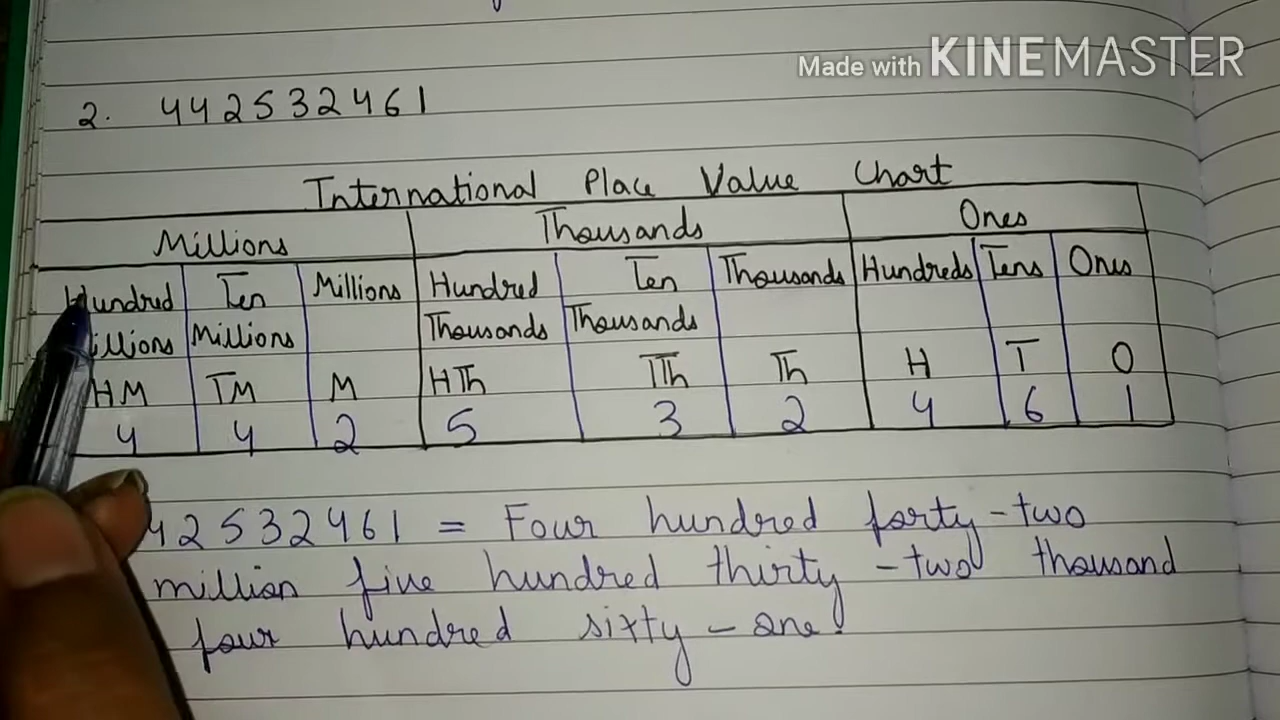 Made with KINEMASTER
2. 442532461
International Place Value Chart
Millions Thousands Ones
Hundred Ten Millions Hundred Ten Thousands Hundreds Tens Ones
illions Millions Thousands Thousands
HM TM M HTh TTh Th H T O
4 4 2 5 3 2 4 6 1
42532461 = Four hundred forty-two
million five hundred thirty-two thousand
four hundred sixty-one.